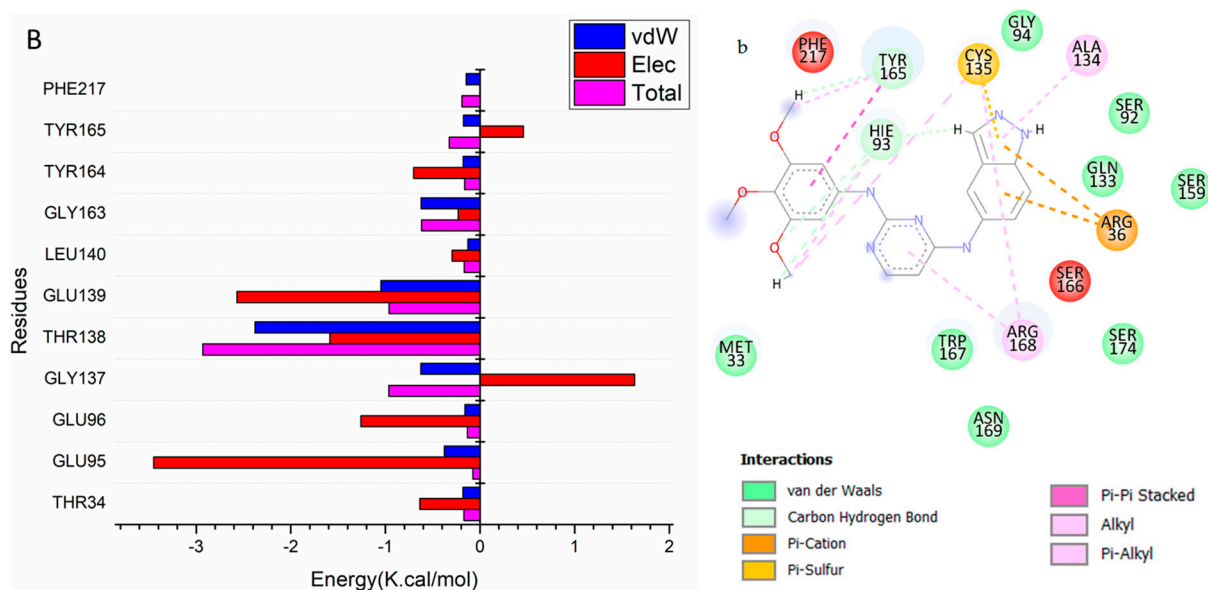 B
vdW
Elec
Total
Residues
PHE217
TYR165
TYR164
GLY163
LEU140
GLU139
THR138
GLY137
GLU96
GLU95
THR34
-3
-2
-1
0
1
2
Energy(K.cal/mol)
b
PHE
217
TYR
165
CYS
135
GLY
94
ALA
134
H
HIE
93
H
N
N
H
SER
92
GLN
133
SER
159
O
O
O
N
N
N
N
ARG
36
H
SER
166
MET
33
TRP
167
ARG
168
SER
174
ASN
169
Interactions
van der Waals
Carbon Hydrogen Bond
Pi-Cation
Pi-Sulfur
Pi-Pi Stacked
Alkyl
Pi-Alkyl